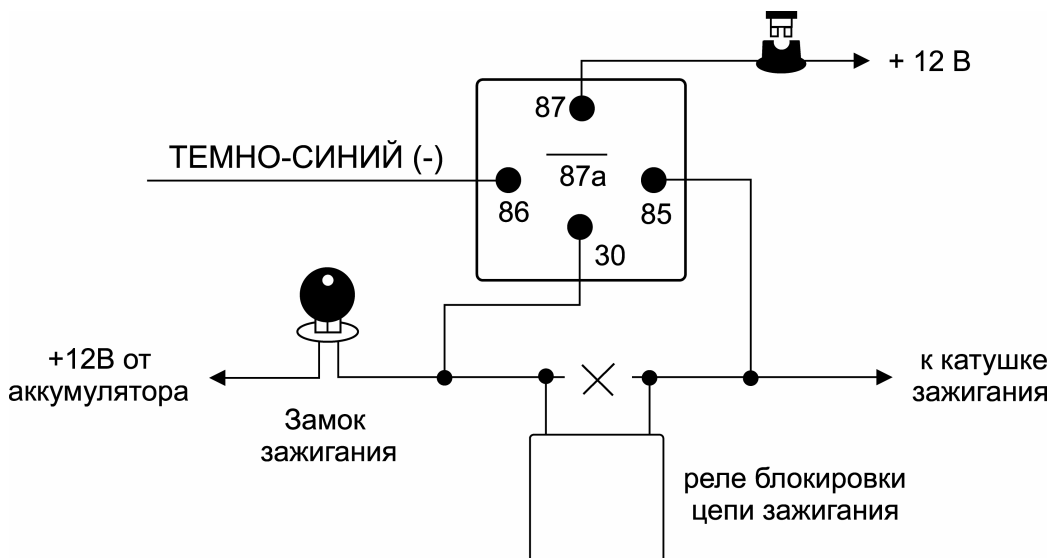 + 12 В
87
ТЕМНО-СИНИЙ (-)
87а
86
85
30
+12В от
аккумулятора
Замок
зажигания
к катушке
зажигания
реле блокировки
цепи зажигания